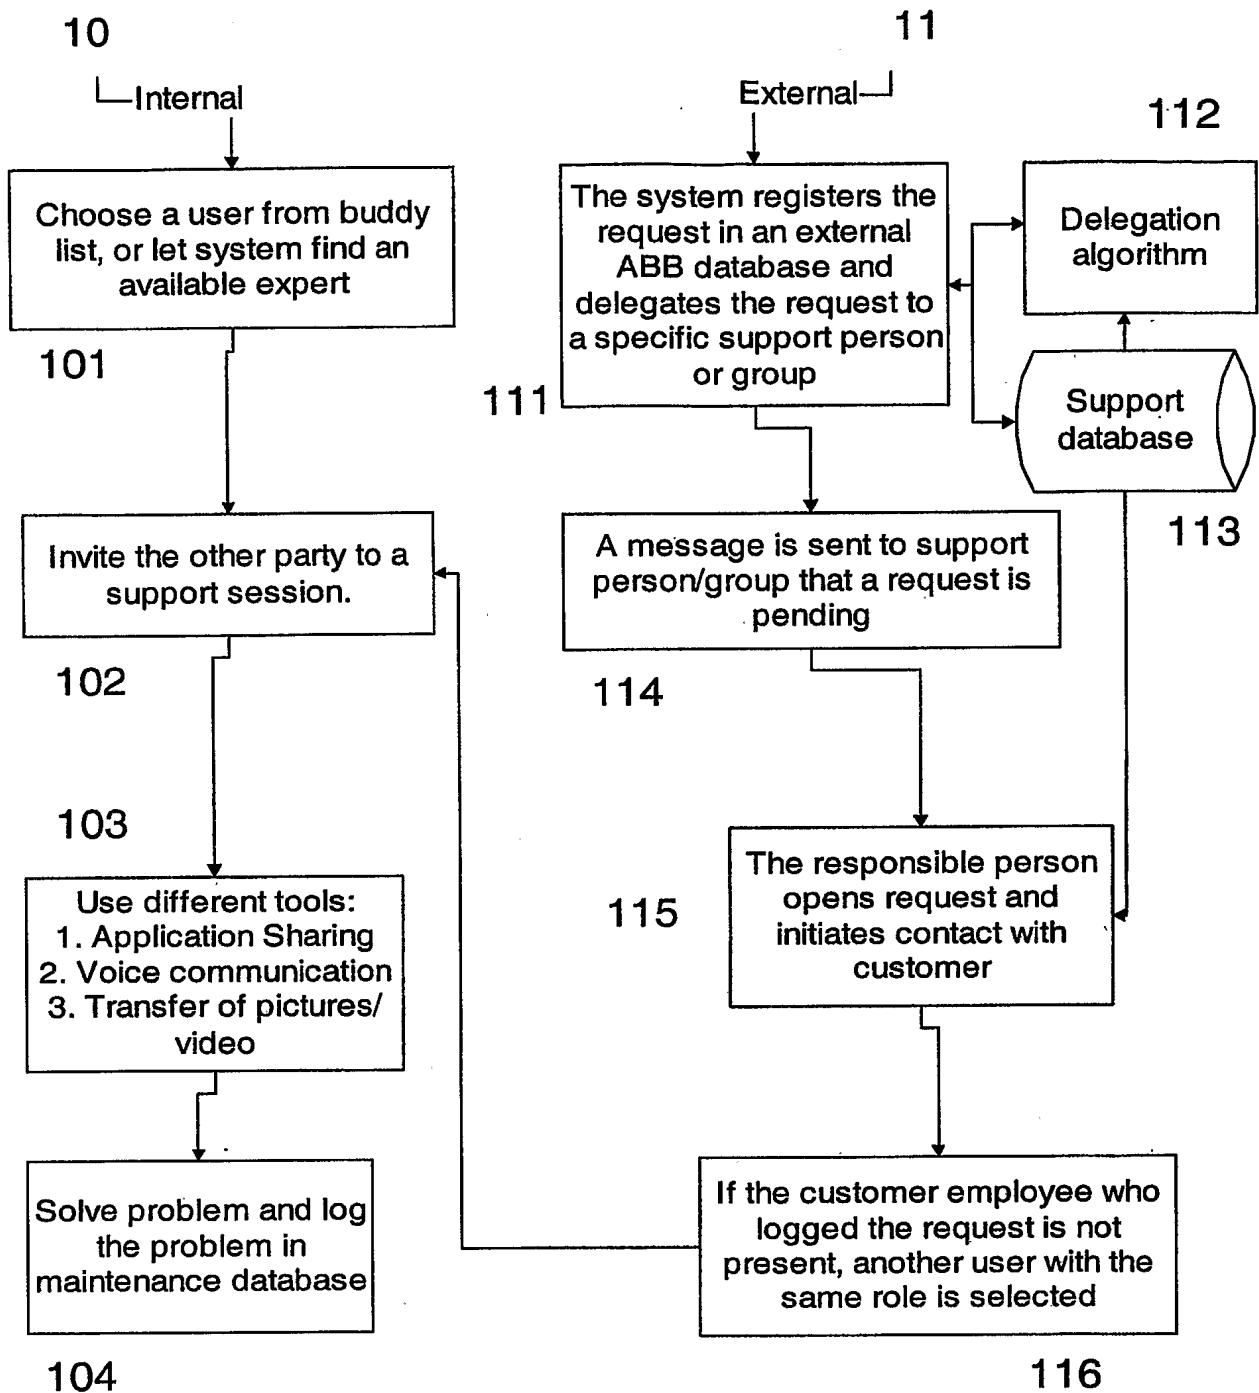 10
Internal
Choose a user from buddy
list, or let system find an
available expert
101
Invite the other party to a
support session.
102
103
Use different tools:
1. Application Sharing
2. Voice communication
3. Transfer of pictures/
video
Solve problem and log
the problem in
maintenance database
104
11
External
The system registers the
request in an external
ABB database and
delegates the request to
a specific support person
or group
111
112
Delegation
algorithm
Support
database
113
A message is sent to support
person/group that a request is
pending
114
The responsible person
opens request and
initiates contact with
customer
115
If the customer employee who
logged the request is not
present, another user with the
same role is selected
116